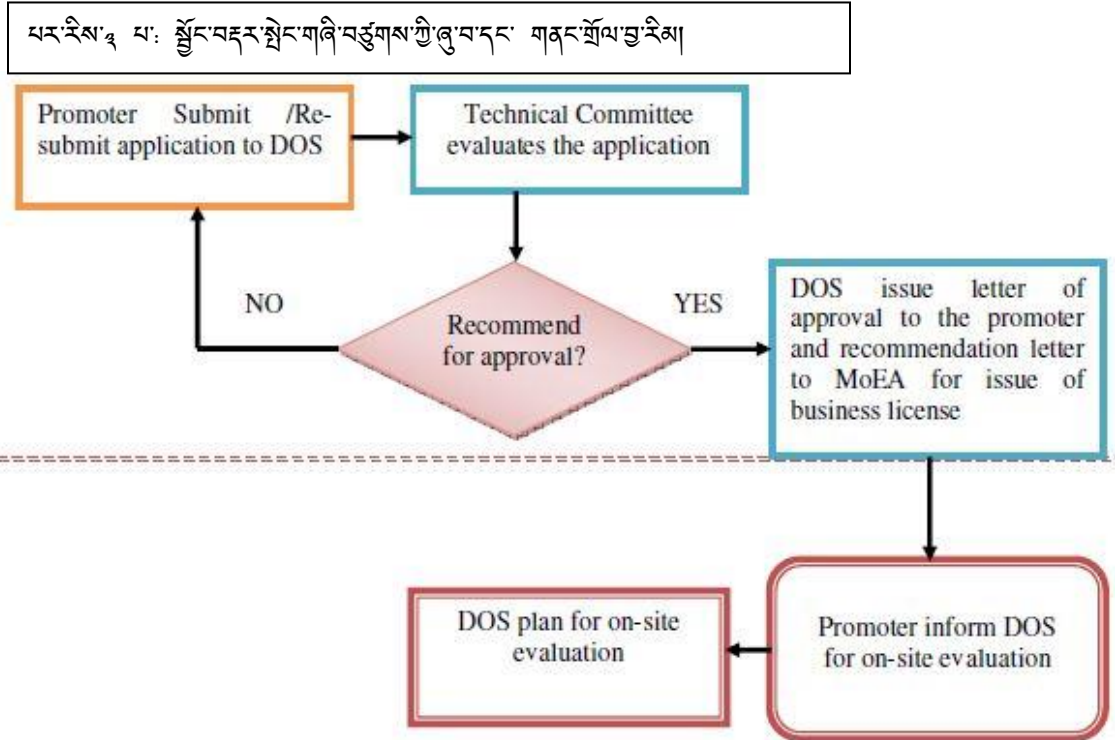 པར་རིས་༣ པ: སྦྱོང་བརྡར་སྤེང་གཞི་བཙུགས་ཀྱི་ཞུ་བ་དང་ གནང་གྲོལ་བྱ་རིམ།
Promoter Submit /Re-
submit application to DOS
Technical Committee
evaluates the application
NO
Recommend
for approval?
YES
DOS issue letter of
approval to the promoter
and recommendation letter
to MoEA for issue of
business license
DOS plan for on-site
evaluation
Promoter inform DOS
for on-site evaluation